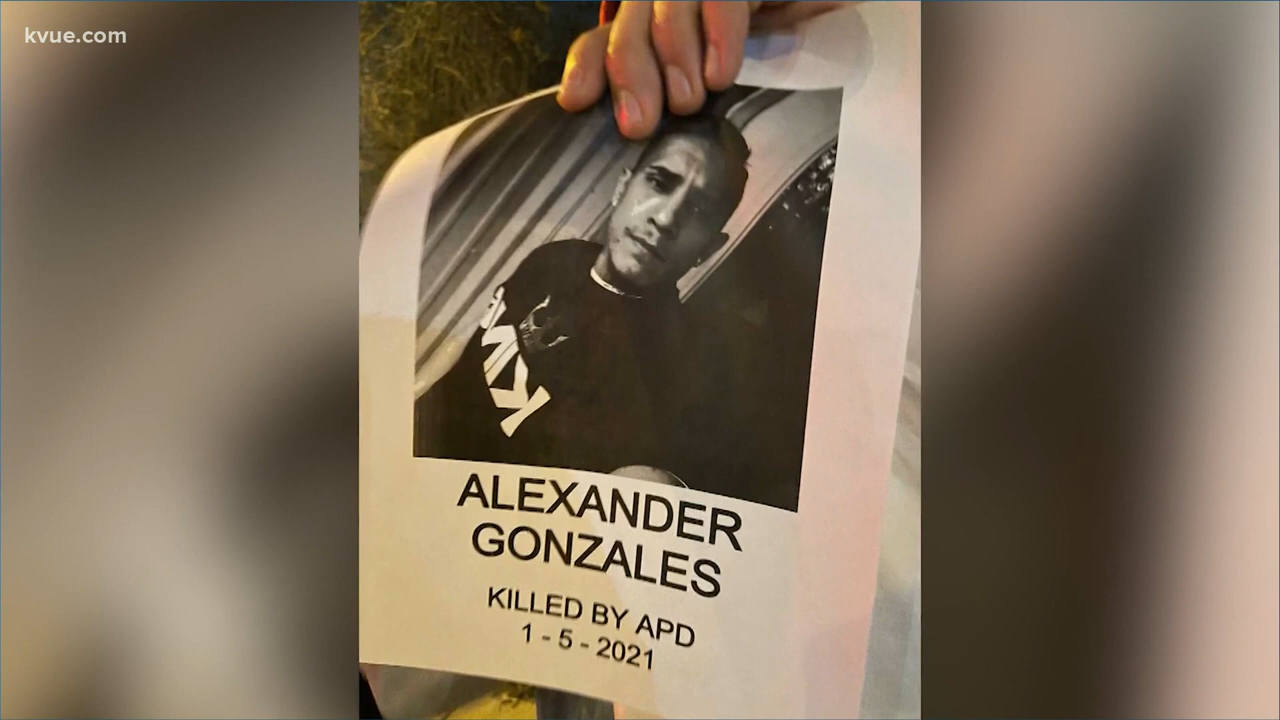 kvue.com
ALEXANDER
GONZALES
KILLED BY APD
1 - 5 - 2021